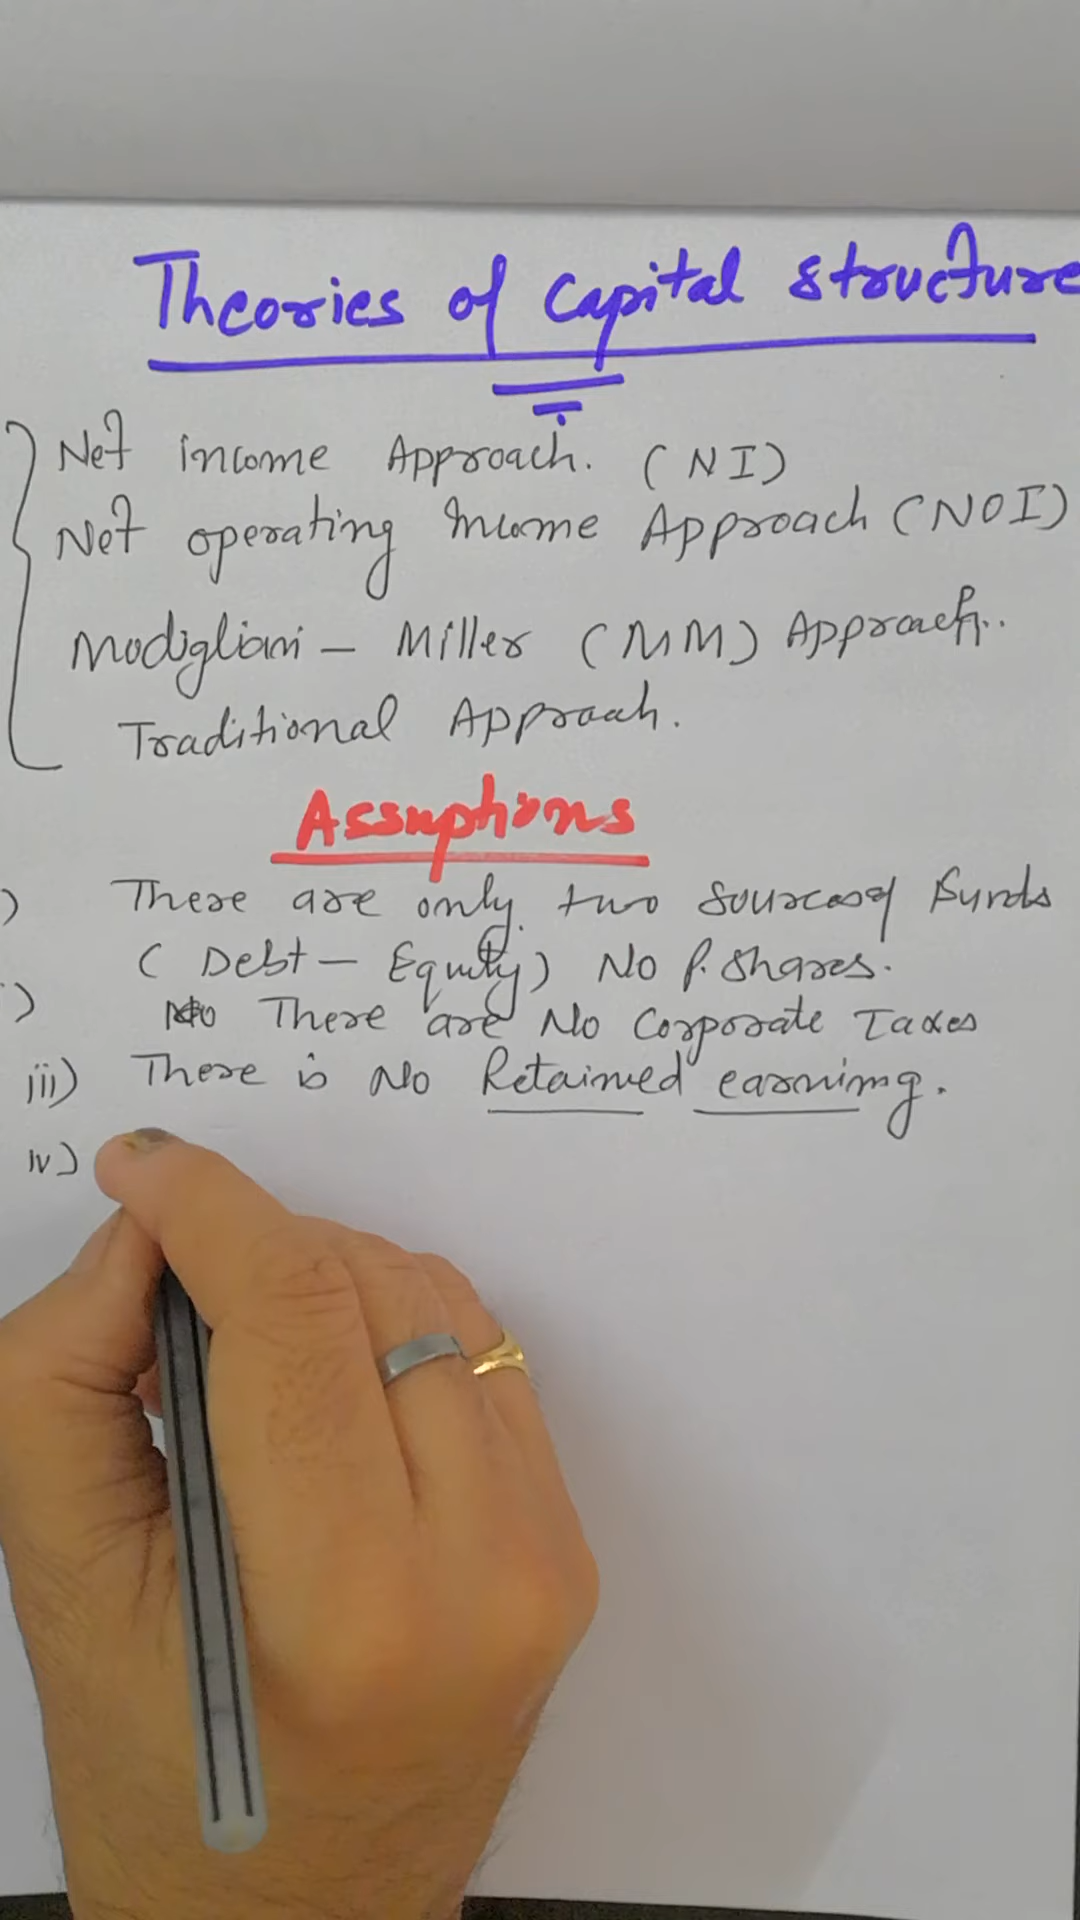 Theories of Capital Structure
Net income Approach. (NI)
Net operating Income Approach (NOI)
Modigliani - Miller (MM) Approach..
Traditional Approach.
Assuptions
) There are only two sources of Funds
( Debt - Equity) No P. Shares.
) There are No Corporate Taxes
iii) There is No Retained earning.
iv)